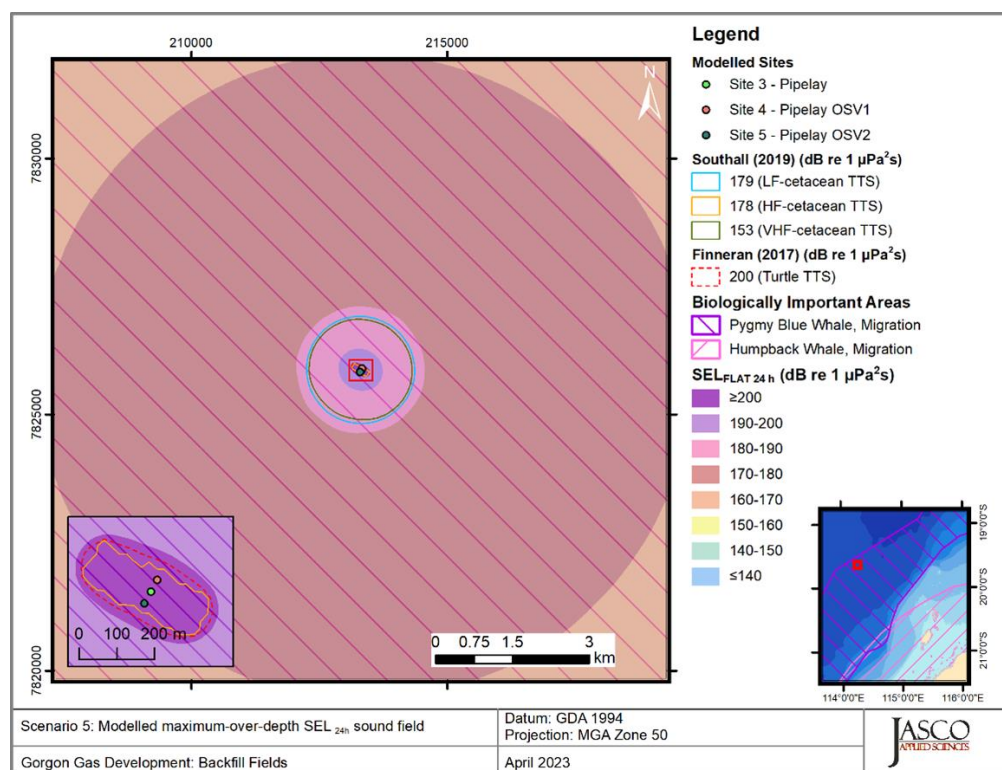 210000
215000
7830000
7825000
7820000
N
0 100 200 m
0 0.75 1.5 3
km
Legend
Modelled Sites
Site 3 - Pipelay
Site 4 - Pipelay OSV1
Site 5 - Pipelay OSV2
Southall (2019) (dB re 1 µPa²s)
179 (LF-cetacean TTS)
178 (HF-cetacean TTS)
153 (VHF-cetacean TTS)
Finneran (2017) (dB re 1 µPa²s)
200 (Turtle TTS)
Biologically Important Areas
Pygmy Blue Whale, Migration
Humpback Whale, Migration
SELFLAT 24 h (dB re 1 µPa²s)
≥200
190-200
180-190
170-180
160-170
150-160
140-150
≤140
19°0'0"S
20°0'0"S
21°0'0"S
114°0'0"E 115°0'0"E 116°0'0"E
Scenario 5: Modelled maximum-over-depth SEL 24h sound field
Datum: GDA 1994
Projection: MGA Zone 50
Gorgon Gas Development: Backfill Fields
April 2023
JASCO
APPLIED SCIENCES